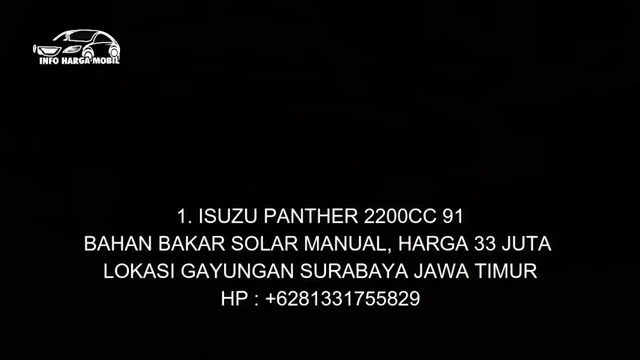 INFO HARGA MOBIL
1. ISUZU PANTHER 2200CC 91
BAHAN BAKAR SOLAR MANUAL, HARGA 33 JUTA
LOKASI GAYUNGAN SURABAYA JAWA TIMUR
HP : +6281331755829